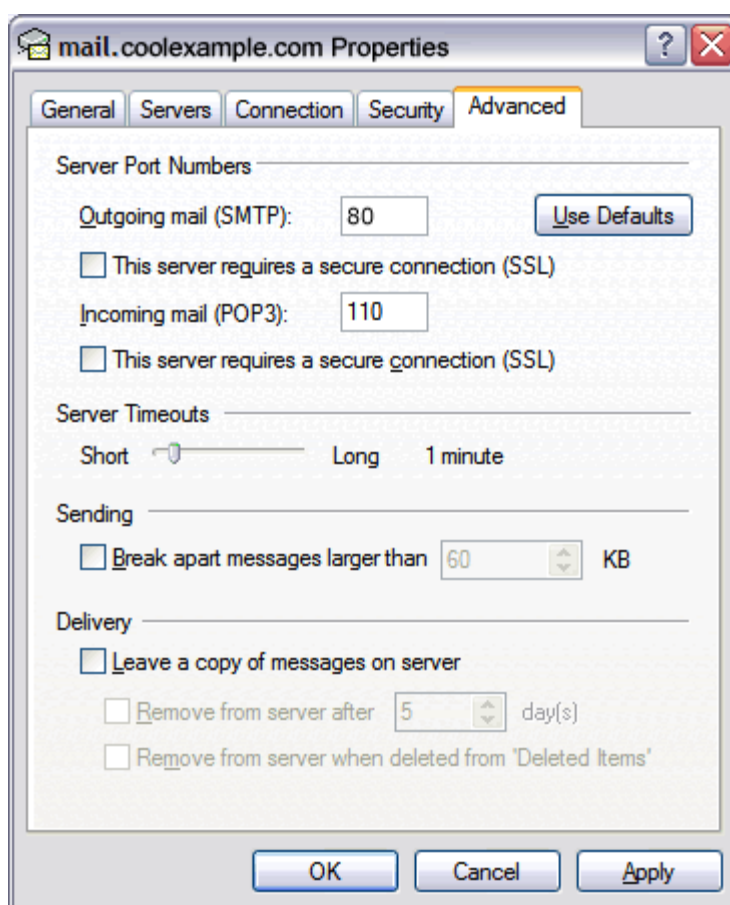 mail.coolexample.com Properties
General Servers Connection Security Advanced
Server Port Numbers
Outgoing mail (SMTP): 80 Use Defaults
This server requires a secure connection (SSL)
Incoming mail (POP3): 110
This server requires a secure connection (SSL)
Server Timeouts
Short Long 1 minute
Sending
Break apart messages larger than 60 KB
Delivery
Leave a copy of messages on server
Remove from server after 5 day(s)
Remove from server when deleted from 'Deleted Items'
OK Cancel Apply